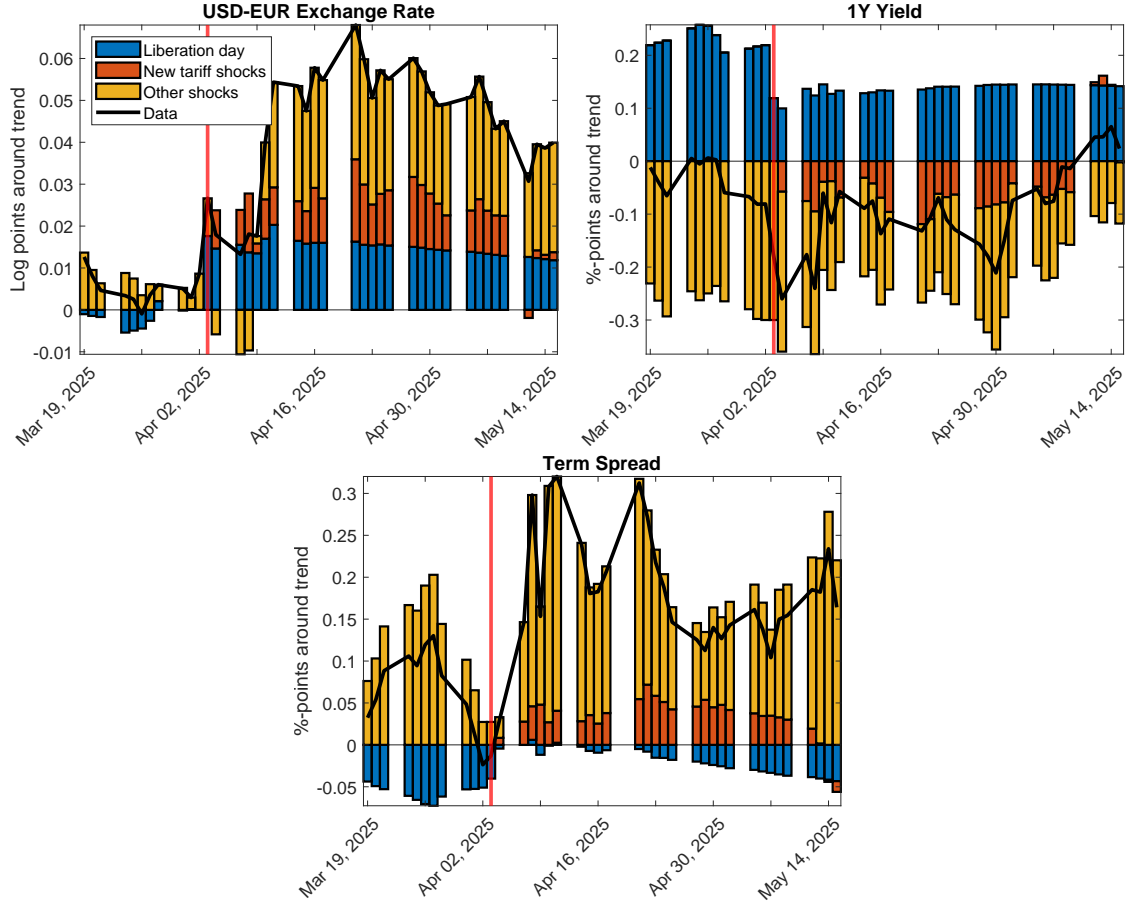 USD-EUR Exchange Rate
Log points around trend
0.06
0.05
0.04
0.03
0.02
0.01
0
-0.01
Liberation day
New tariff shocks
Other shocks
Data
Mar 19, 2025
Apr 02, 2025
Apr 16, 2025
Apr 30, 2025
May 14, 2025
1Y Yield
%-points around trend
0.2
0.1
0
-0.1
-0.2
-0.3
Mar 19, 2025
Apr 02, 2025
Apr 16, 2025
Apr 30, 2025
May 14, 2025
Term Spread
%-points around trend
0.3
0.25
0.2
0.15
0.1
0.05
0
-0.05
Mar 19, 2025
Apr 02, 2025
Apr 16, 2025
Apr 30, 2025
May 14, 2025